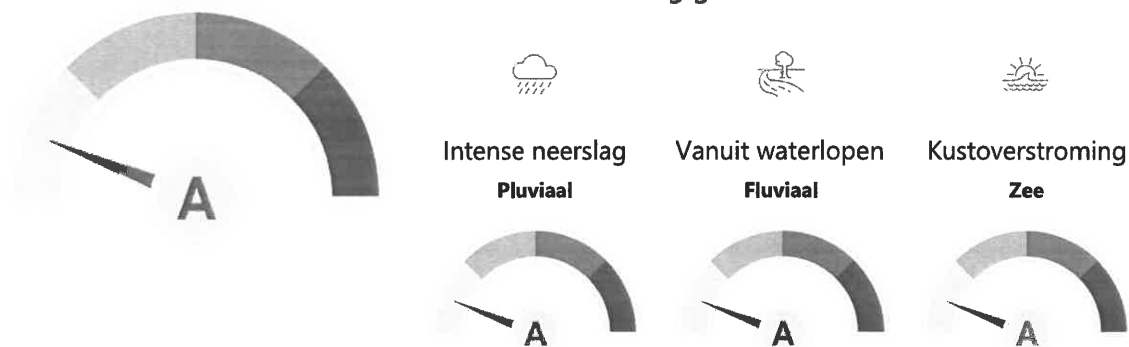 A
Intense neerslag
Pluviaal
A
Vanuit waterlopen
Fluviaal
A
Kustoverstroming
Zee
A